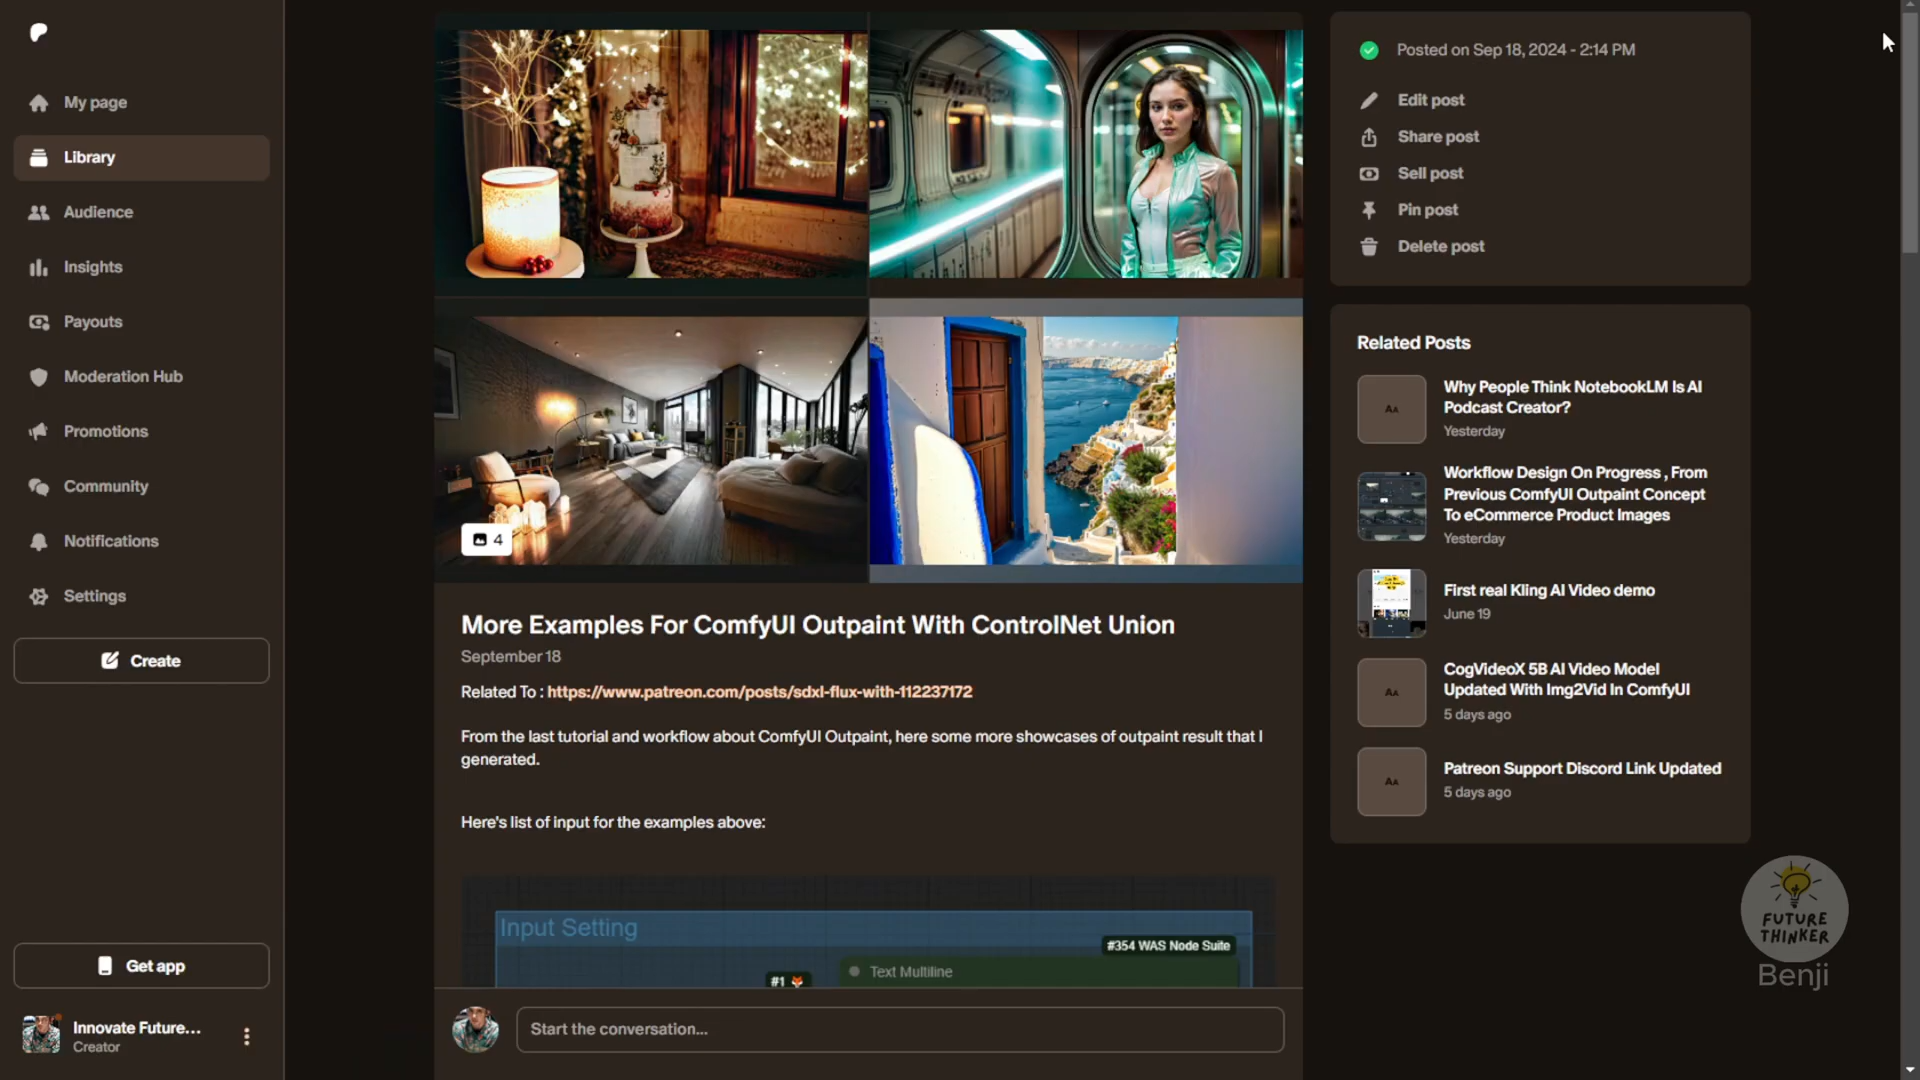 My page
Library
Audience
Insights
Payouts
Moderation Hub
Promotions
Community
Notifications
Settings
Create
Get app
Innovate Future...
Creator
4
More Examples For ComfyUI Outpaint With ControlNet Union
September 18
Related To : https://www.patreon.com/posts/sdxl-flux-with-112237172
From the last tutorial and workflow about ComfyUI Outpaint, here some more showcases of outpaint result that I
generated.
Here's list of input for the examples above:
Input Setting
#354 WAS Node Suite
#1
Text Multiline
Start the conversation...
Posted on Sep 18, 2024 - 2:14 PM
Edit post
Share post
Sell post
Pin post
Delete post
Related Posts
AA
Why People Think NotebookLM Is AI
Podcast Creator?
Yesterday
Workflow Design On Progress , From
Previous ComfyUI Outpaint Concept
To eCommerce Product Images
Yesterday
First real Kling AI Video demo
June 19
AA
CogVideoX 5B AI Video Model
Updated With Img2Vid In ComfyUI
5 days ago
AA
Patreon Support Discord Link Updated
5 days ago
FUTURE
THINKER
Benji